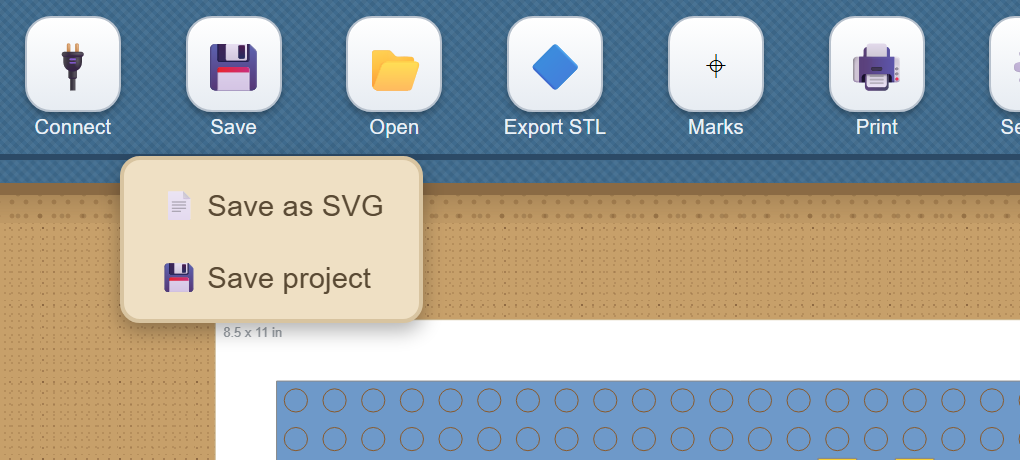 Connect Save Open Export STL Marks Print
Save as SVG
Save project
8.5 x 11 in